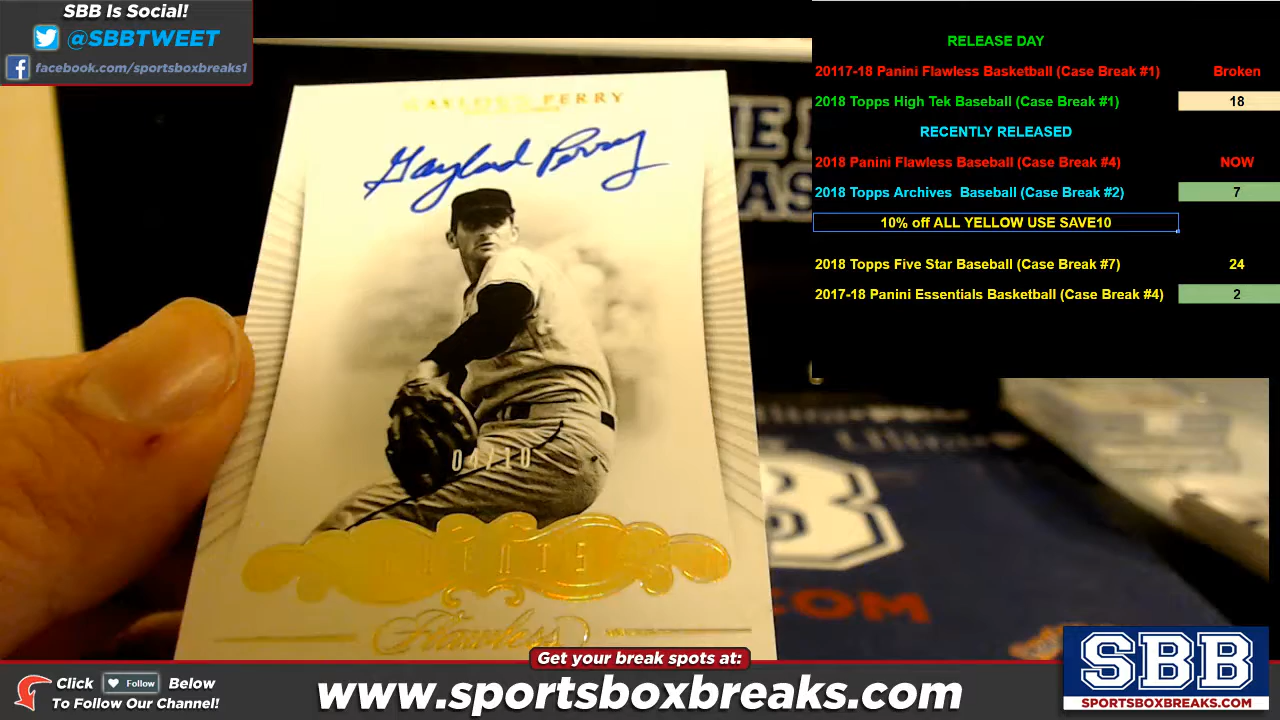 SBB Is Social!
@SBBTWEET
facebook.com/sportsboxbreaks1
RELEASE DAY
20117-18 Panini Flawless Basketball (Case Break #1) Broken
2018 Topps High Tek Baseball (Case Break #1) 18
RECENTLY RELEASED
2018 Panini Flawless Baseball (Case Break #4) NOW
2018 Topps Archives Baseball (Case Break #2) 7
10% off ALL YELLOW USE SAVE10
2018 Topps Five Star Baseball (Case Break #7) 24
2017-18 Panini Essentials Basketball (Case Break #4) 2
GAYLORD PERRY
Gaylord Perry
04/10
Flawless
B
.COM
Get your break spots at:
Click Follow Below
To Follow Our Channel!
www.sportsboxbreaks.com
SBB
SPORTSBOXBREAKS.COM